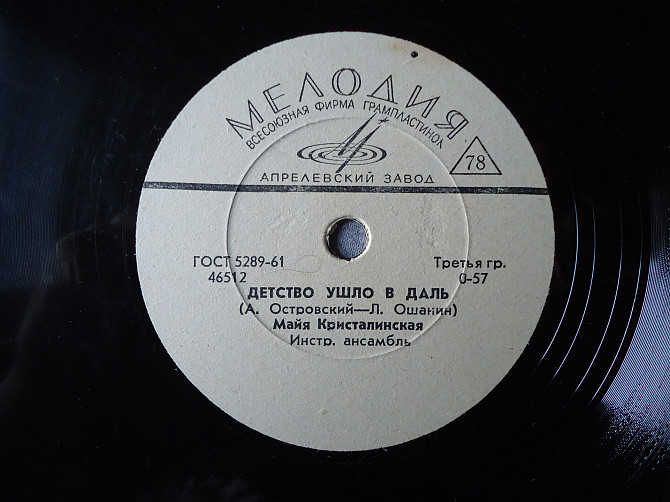 МЕЛОДИЯ
ВСЕСОЮЗНАЯ ФИРМА ГРАМПЛАСТИНОК
78
АПРЕЛЕВСКИЙ ЗАВОД
ГОСТ 5289-61 Третья гр.
46512 0-57
ДЕТСТВО УШЛО В ДАЛЬ
(А. Островский—Л. Ошанин)
Майя Кристалинская
Инстр. ансамбль